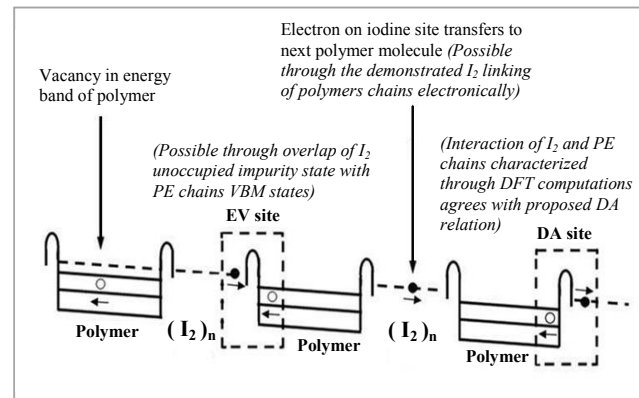 Electron on iodine site transfers to
next polymer molecule (Possible
through the demonstrated I2 linking
of polymers chains electronically)
Vacancy in energy
band of polymer
(Possible through overlap of I2
unoccupied impurity state with
PE chains VBM states)
(Interaction of I2 and PE
chains characterized
through DFT computations
agrees with proposed DA
relation)
EV site
DA site
Polymer
( I2 )n
Polymer
( I2 )n
Polymer